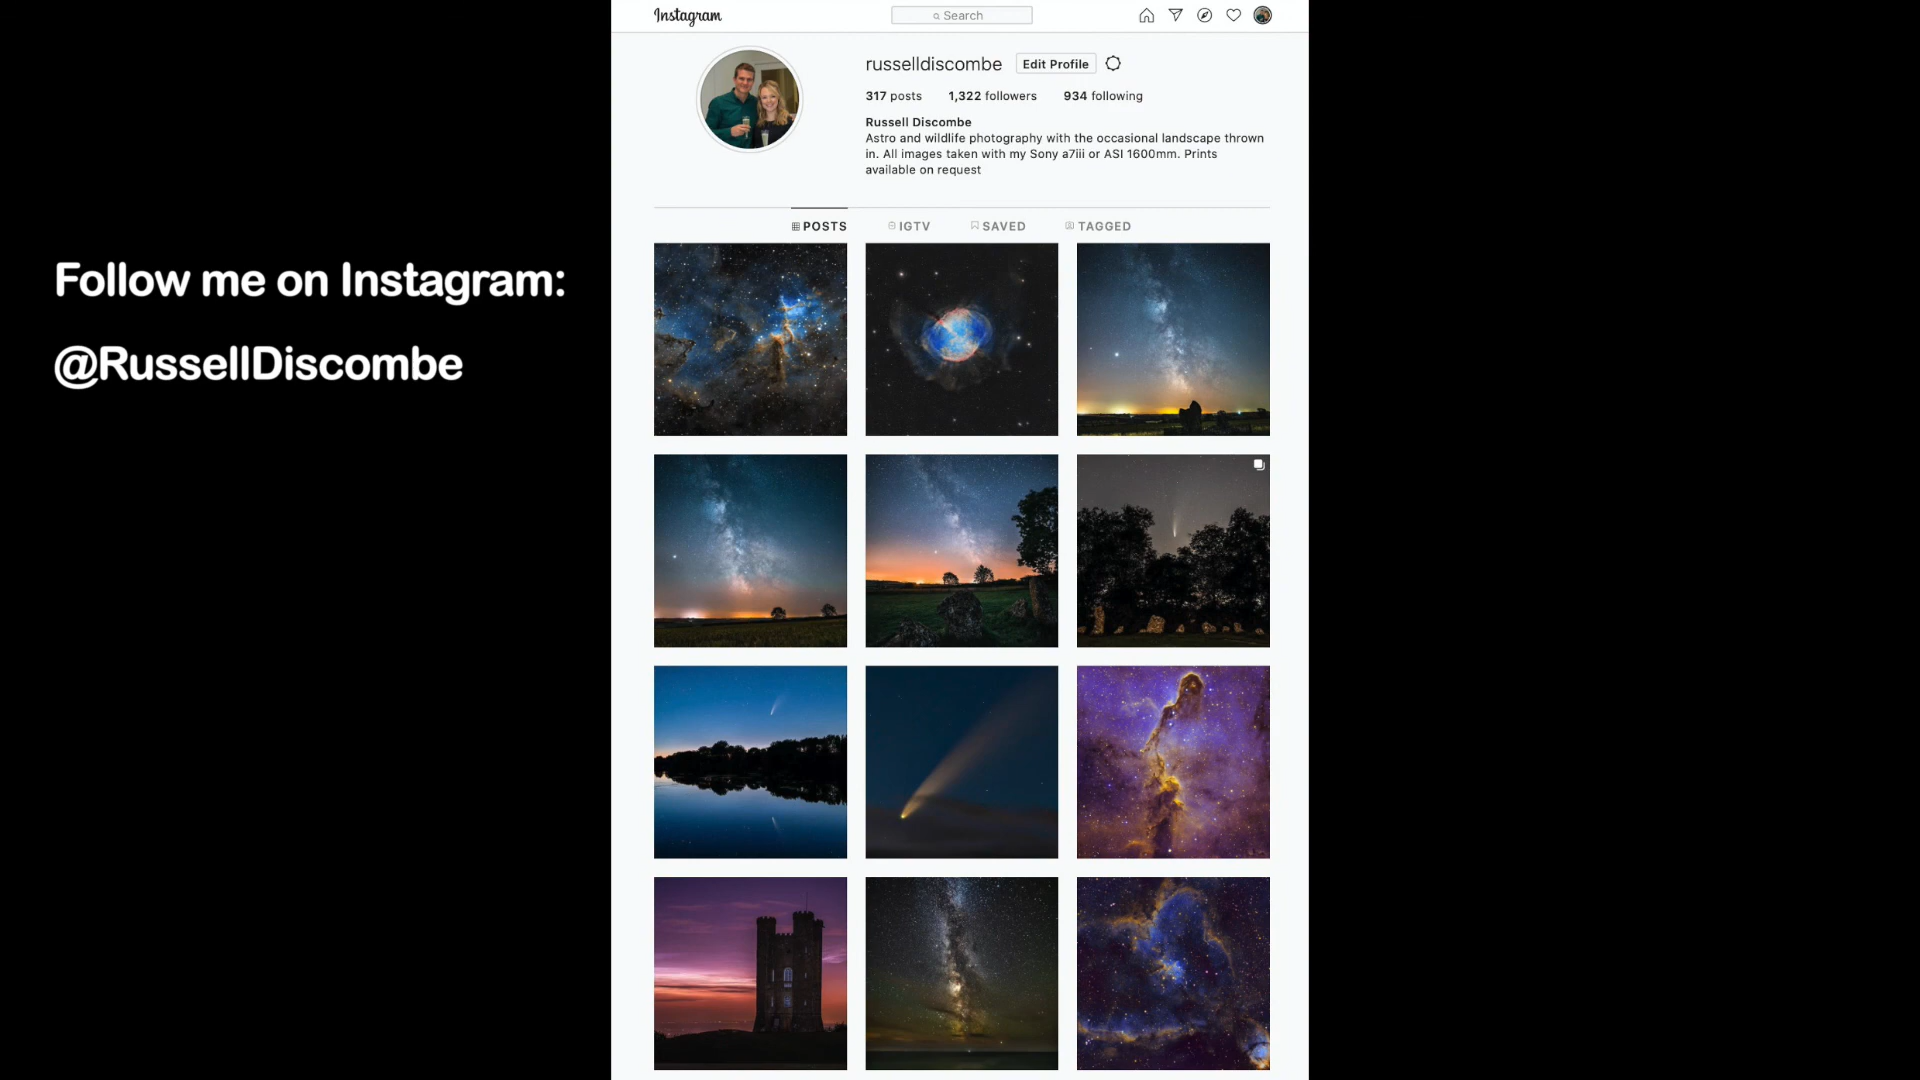 Instagram
Search
russelldiscombe Edit Profile
317 posts 1,322 followers 934 following
Russell Discombe
Astro and wildlife photography with the occasional landscape thrown
in. All images taken with my Sony a7iii or ASI 1600mm. Prints
available on request
POSTS IGTV SAVED TAGGED
Follow me on Instagram:
@RussellDiscombe